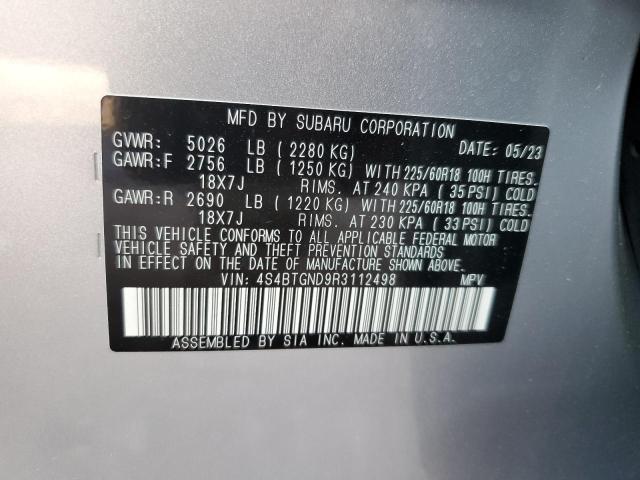 MFD BY SUBARU CORPORATION
GVWR: 5026 LB ( 2280 KG) DATE: 05/23
GAWR:F 2756 LB ( 1250 KG) WITH 225/60R18 100H TIRES.
18X7J RIMS. AT 240 KPA ( 35 PSI) COLD
GAWR:R 2690 LB ( 1220 KG) WITH 225/60R18 100H TIRES.
18X7J RIMS. AT 230 KPA ( 33 PSI) COLD
THIS VEHICLE CONFORMS TO ALL APPLICABLE FEDERAL MOTOR
VEHICLE SAFETY AND THEFT PREVENTION STANDARDS
IN EFFECT ON THE DATE OF MANUFACTURE SHOWN ABOVE.
VIN: 4S4BTGND9R3112498 MPV
ASSEMBLED BY SIA INC. MADE IN U.S.A.